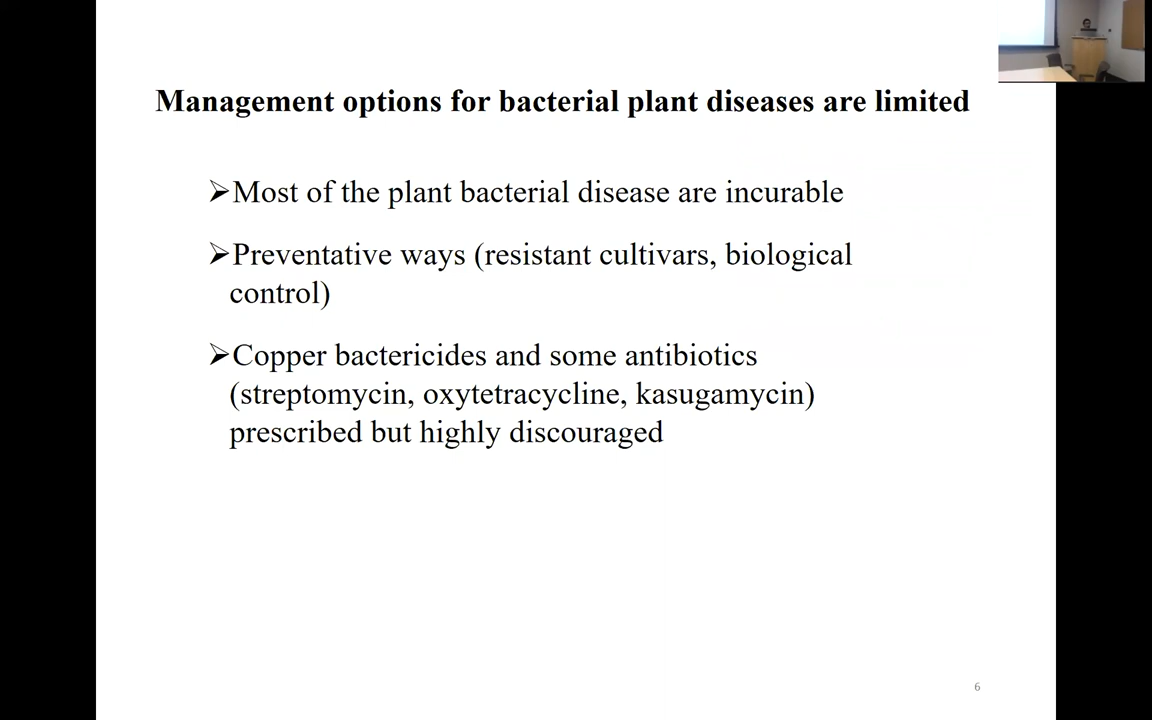 Management options for bacterial plant diseases are limited
➢Most of the plant bacterial disease are incurable
➢Preventative ways (resistant cultivars, biological
control)
➢Copper bactericides and some antibiotics
(streptomycin, oxytetracycline, kasugamycin)
prescribed but highly discouraged
6